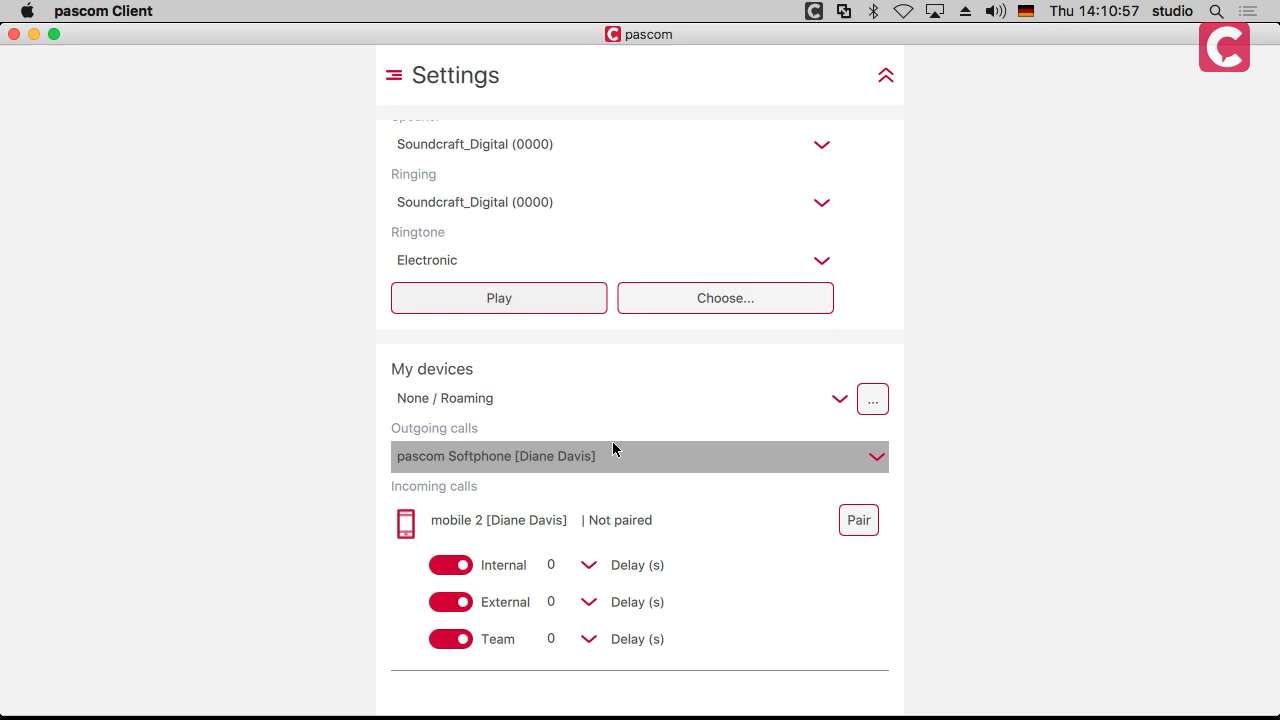 pascom Client
Thu 14:10:57 studio
pascom
Settings
Speaker
Soundcraft_Digital (0000)
Ringing
Soundcraft_Digital (0000)
Ringtone
Electronic
Play
Choose...
My devices
None / Roaming
...
Outgoing calls
pascom Softphone [Diane Davis]
Incoming calls
mobile 2 [Diane Davis] | Not paired
Pair
Internal 0 Delay (s)
External 0 Delay (s)
Team 0 Delay (s)